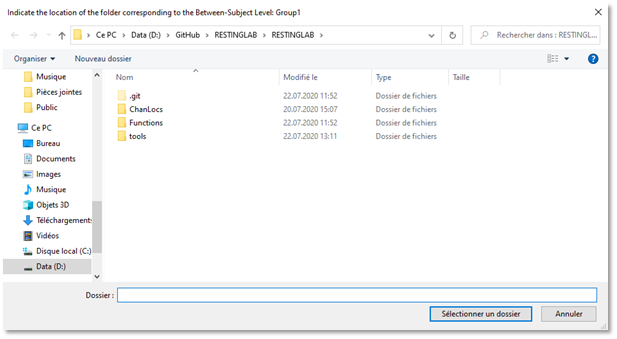 Indicate the location of the folder corresponding to the Between-Subject Level: Group1
Ce PC > Data (D:) > GitHub > RESTINGLAB > RESTINGLAB >
Rechercher dans : RESTINGL...
Organiser
Nouveau dossier
Nom Modifié le Type Taille
.git 22.07.2020 11:52 Dossier de fichiers
ChanLocs 20.07.2020 15:07 Dossier de fichiers
Functions 22.07.2020 11:52 Dossier de fichiers
tools 22.07.2020 13:11 Dossier de fichiers
Musique
Pièces jointes
Public
Ce PC
Bureau
Documents
Images
Musique
Objets 3D
Téléchargements
Vidéos
Disque local (C:)
Data (D:)
Dossier :
Sélectionner un dossier
Annuler